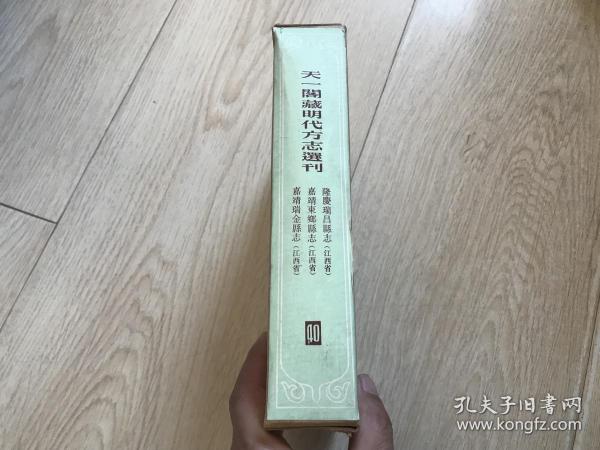 天一閣藏明代方志選刊
隆慶瑞昌縣志（江西省）
嘉靖東鄉縣志（江西省）
嘉靖瑞金縣志（江西省）
40
孔夫子旧书网
www.kongfz.com